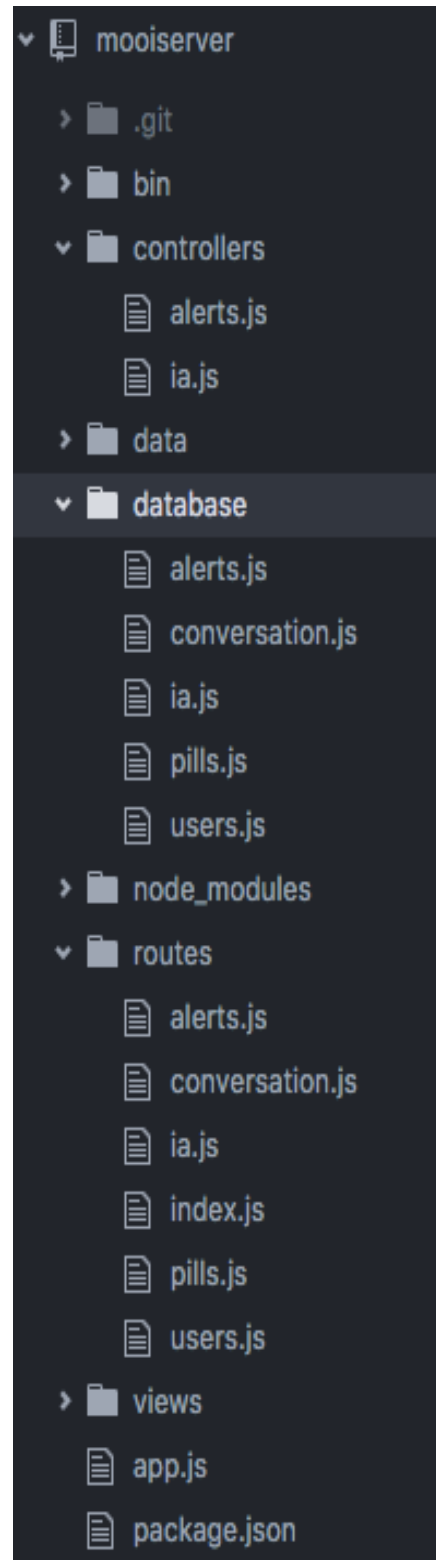 mooiserver
.git
bin
controllers
alerts.js
ia.js
data
database
alerts.js
conversation.js
ia.js
pills.js
users.js
node_modules
routes
alerts.js
conversation.js
ia.js
index.js
pills.js
users.js
views
app.js
package.json